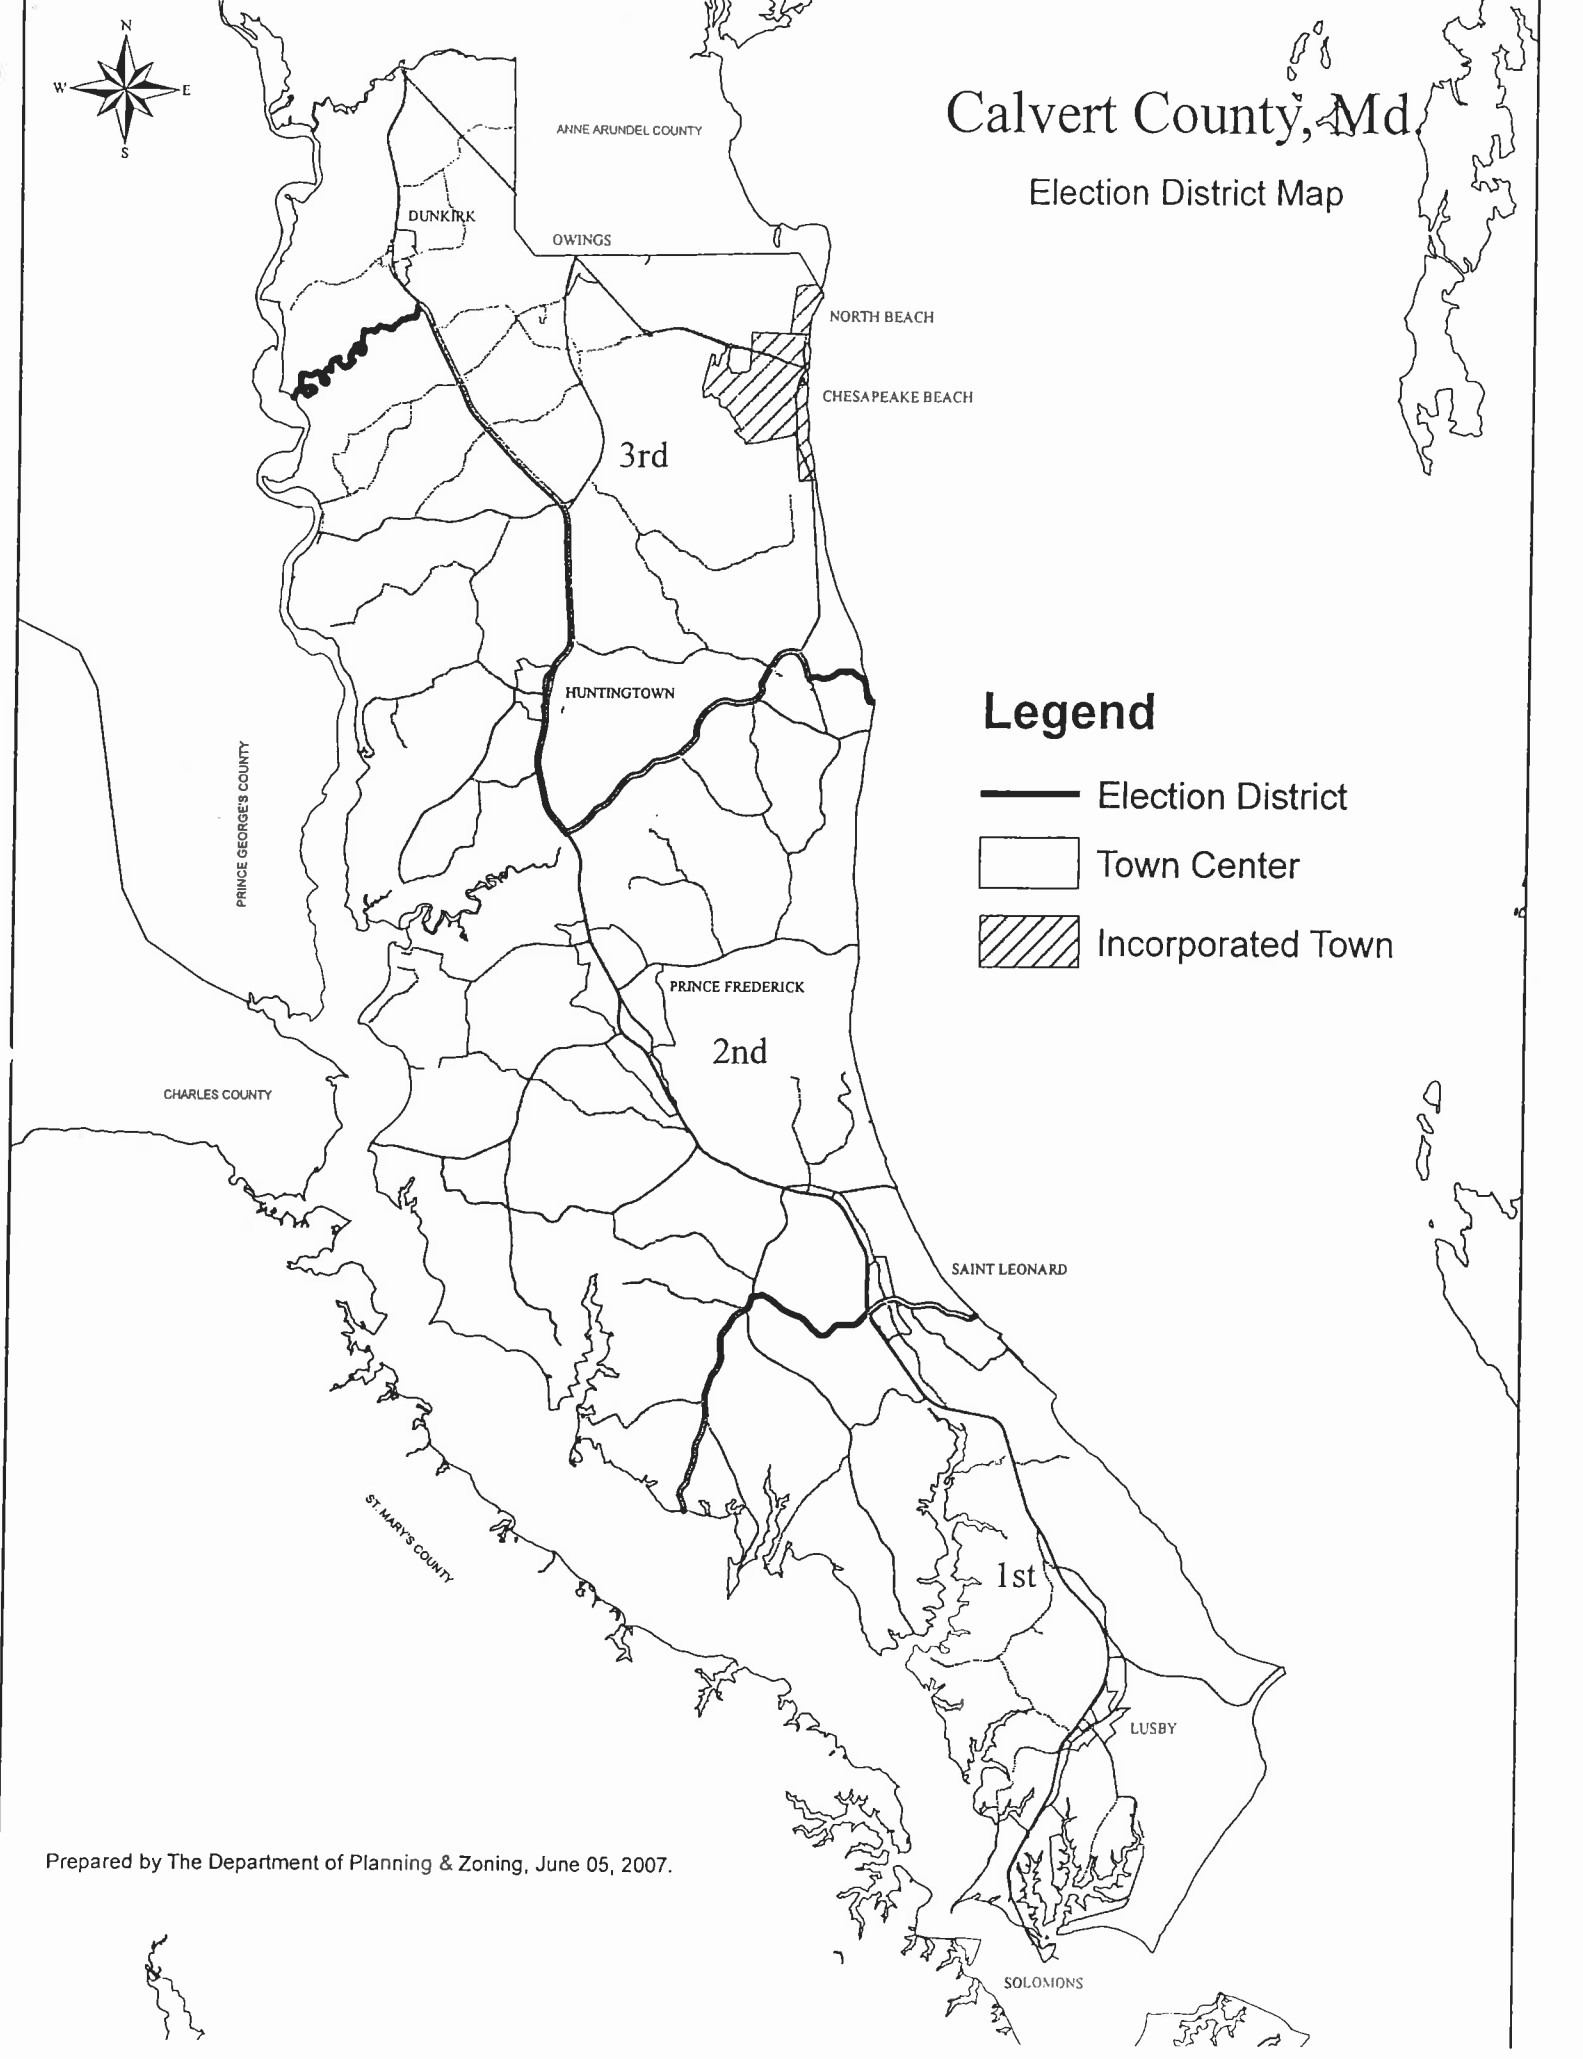 N
W
E
S
Calvert County, Md.
Election District Map
ANNE ARUNDEL COUNTY
DUNKIRK
OWINGS
NORTH BEACH
CHESAPEAKE BEACH
3rd
HUNTINGTOWN
Legend
Election District
Town Center
Incorporated Town
PRINCE GEORGE'S COUNTY
PRINCE FREDERICK
2nd
CHARLES COUNTY
SAINT LEONARD
ST. MARY'S COUNTY
1st
LUSBY
Prepared by The Department of Planning & Zoning, June 05, 2007.
SOLOMONS